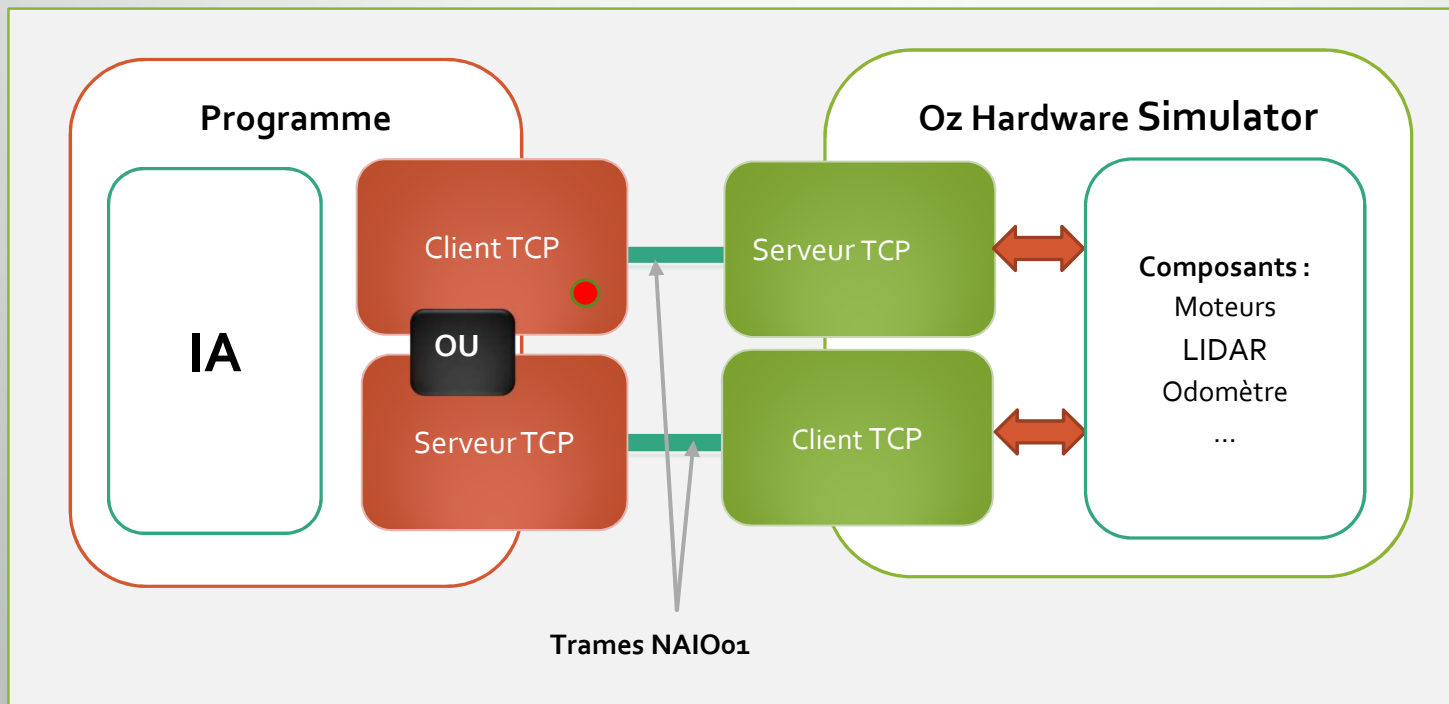 Programme
Oz Hardware Simulator
Client TCP
Serveur TCP
IA
OU
Composants :
Moteurs
LIDAR
Odomètre
...
Serveur TCP
Client TCP
Trames NAIO01